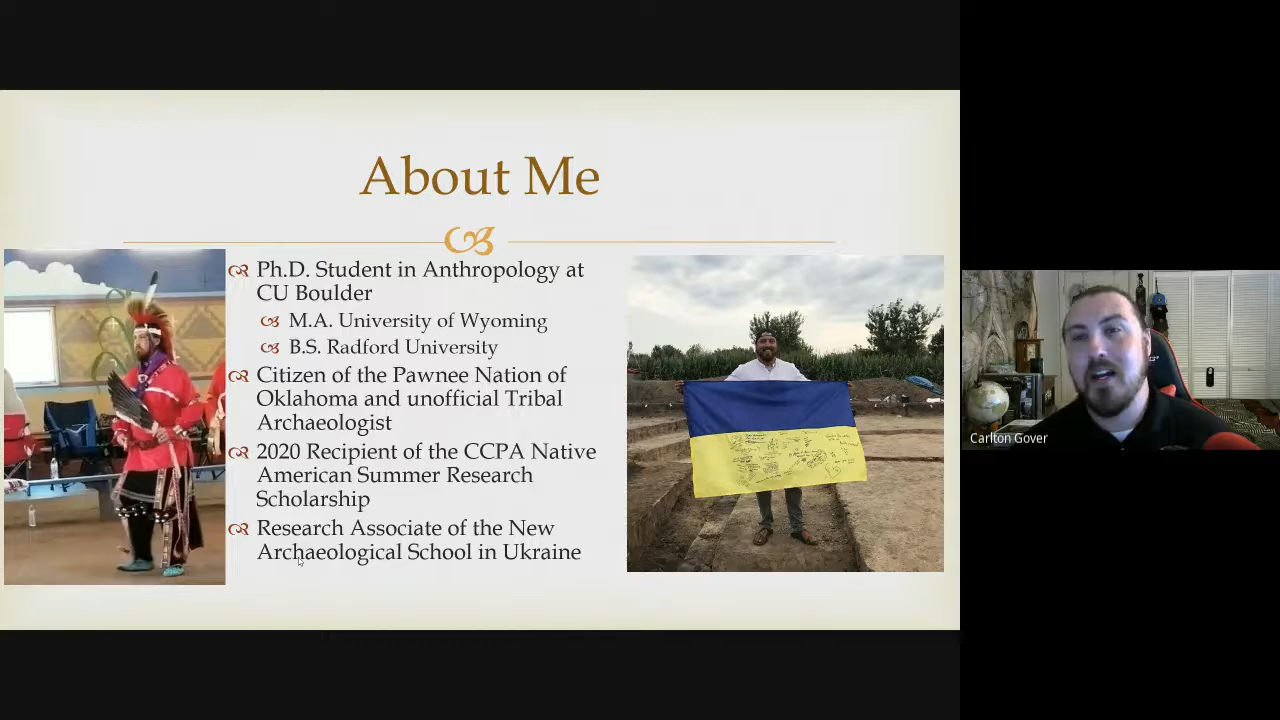 About Me
Ph.D. Student in Anthropology at
CU Boulder
M.A. University of Wyoming
B.S. Radford University
Citizen of the Pawnee Nation of
Oklahoma and unofficial Tribal
Archaeologist
2020 Recipient of the CCPA Native
American Summer Research
Scholarship
Research Associate of the New
Archaeological School in Ukraine
Carlton Gover